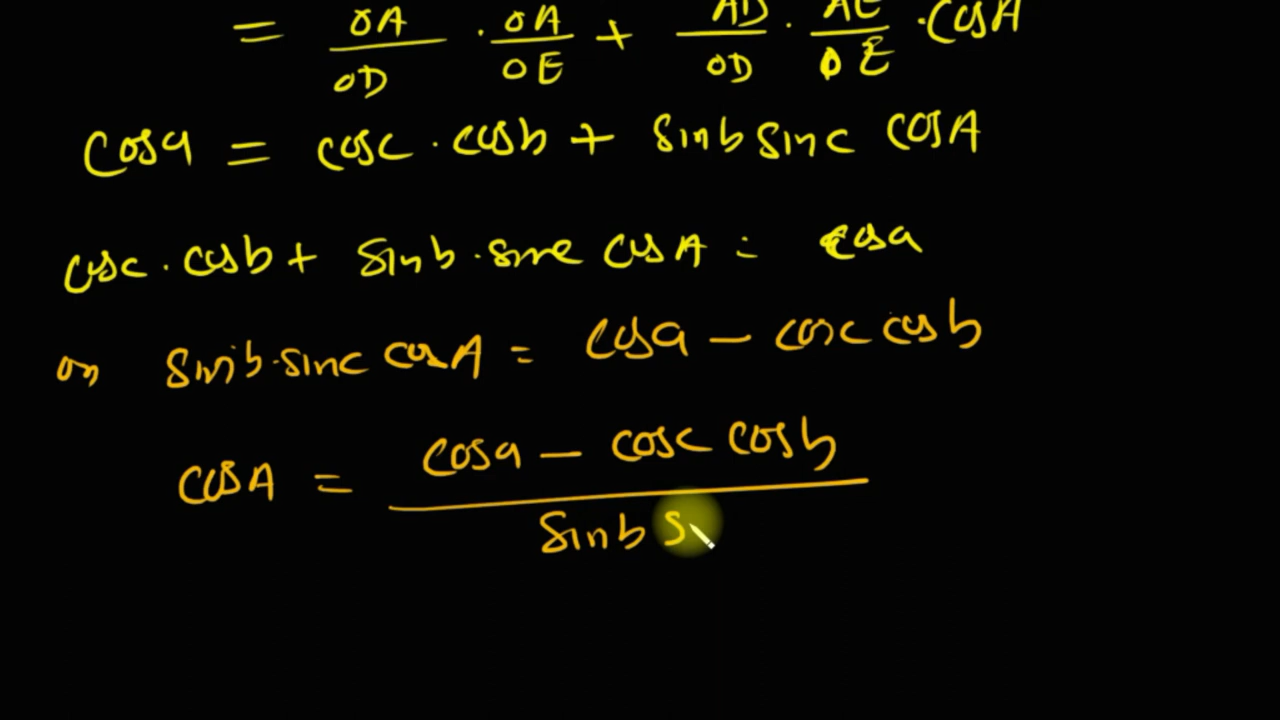 = OA/OD · OA/OE + AD/OD · AE/OE · cosA
cosa = cosc · cosb + sinb sinc cosA
cosc · cosb + sinb · sinc cosA = cosa
or sinb · sinc cosA = cosa − cosc cosb
cosA = cosa − cosc cosb / sinb s